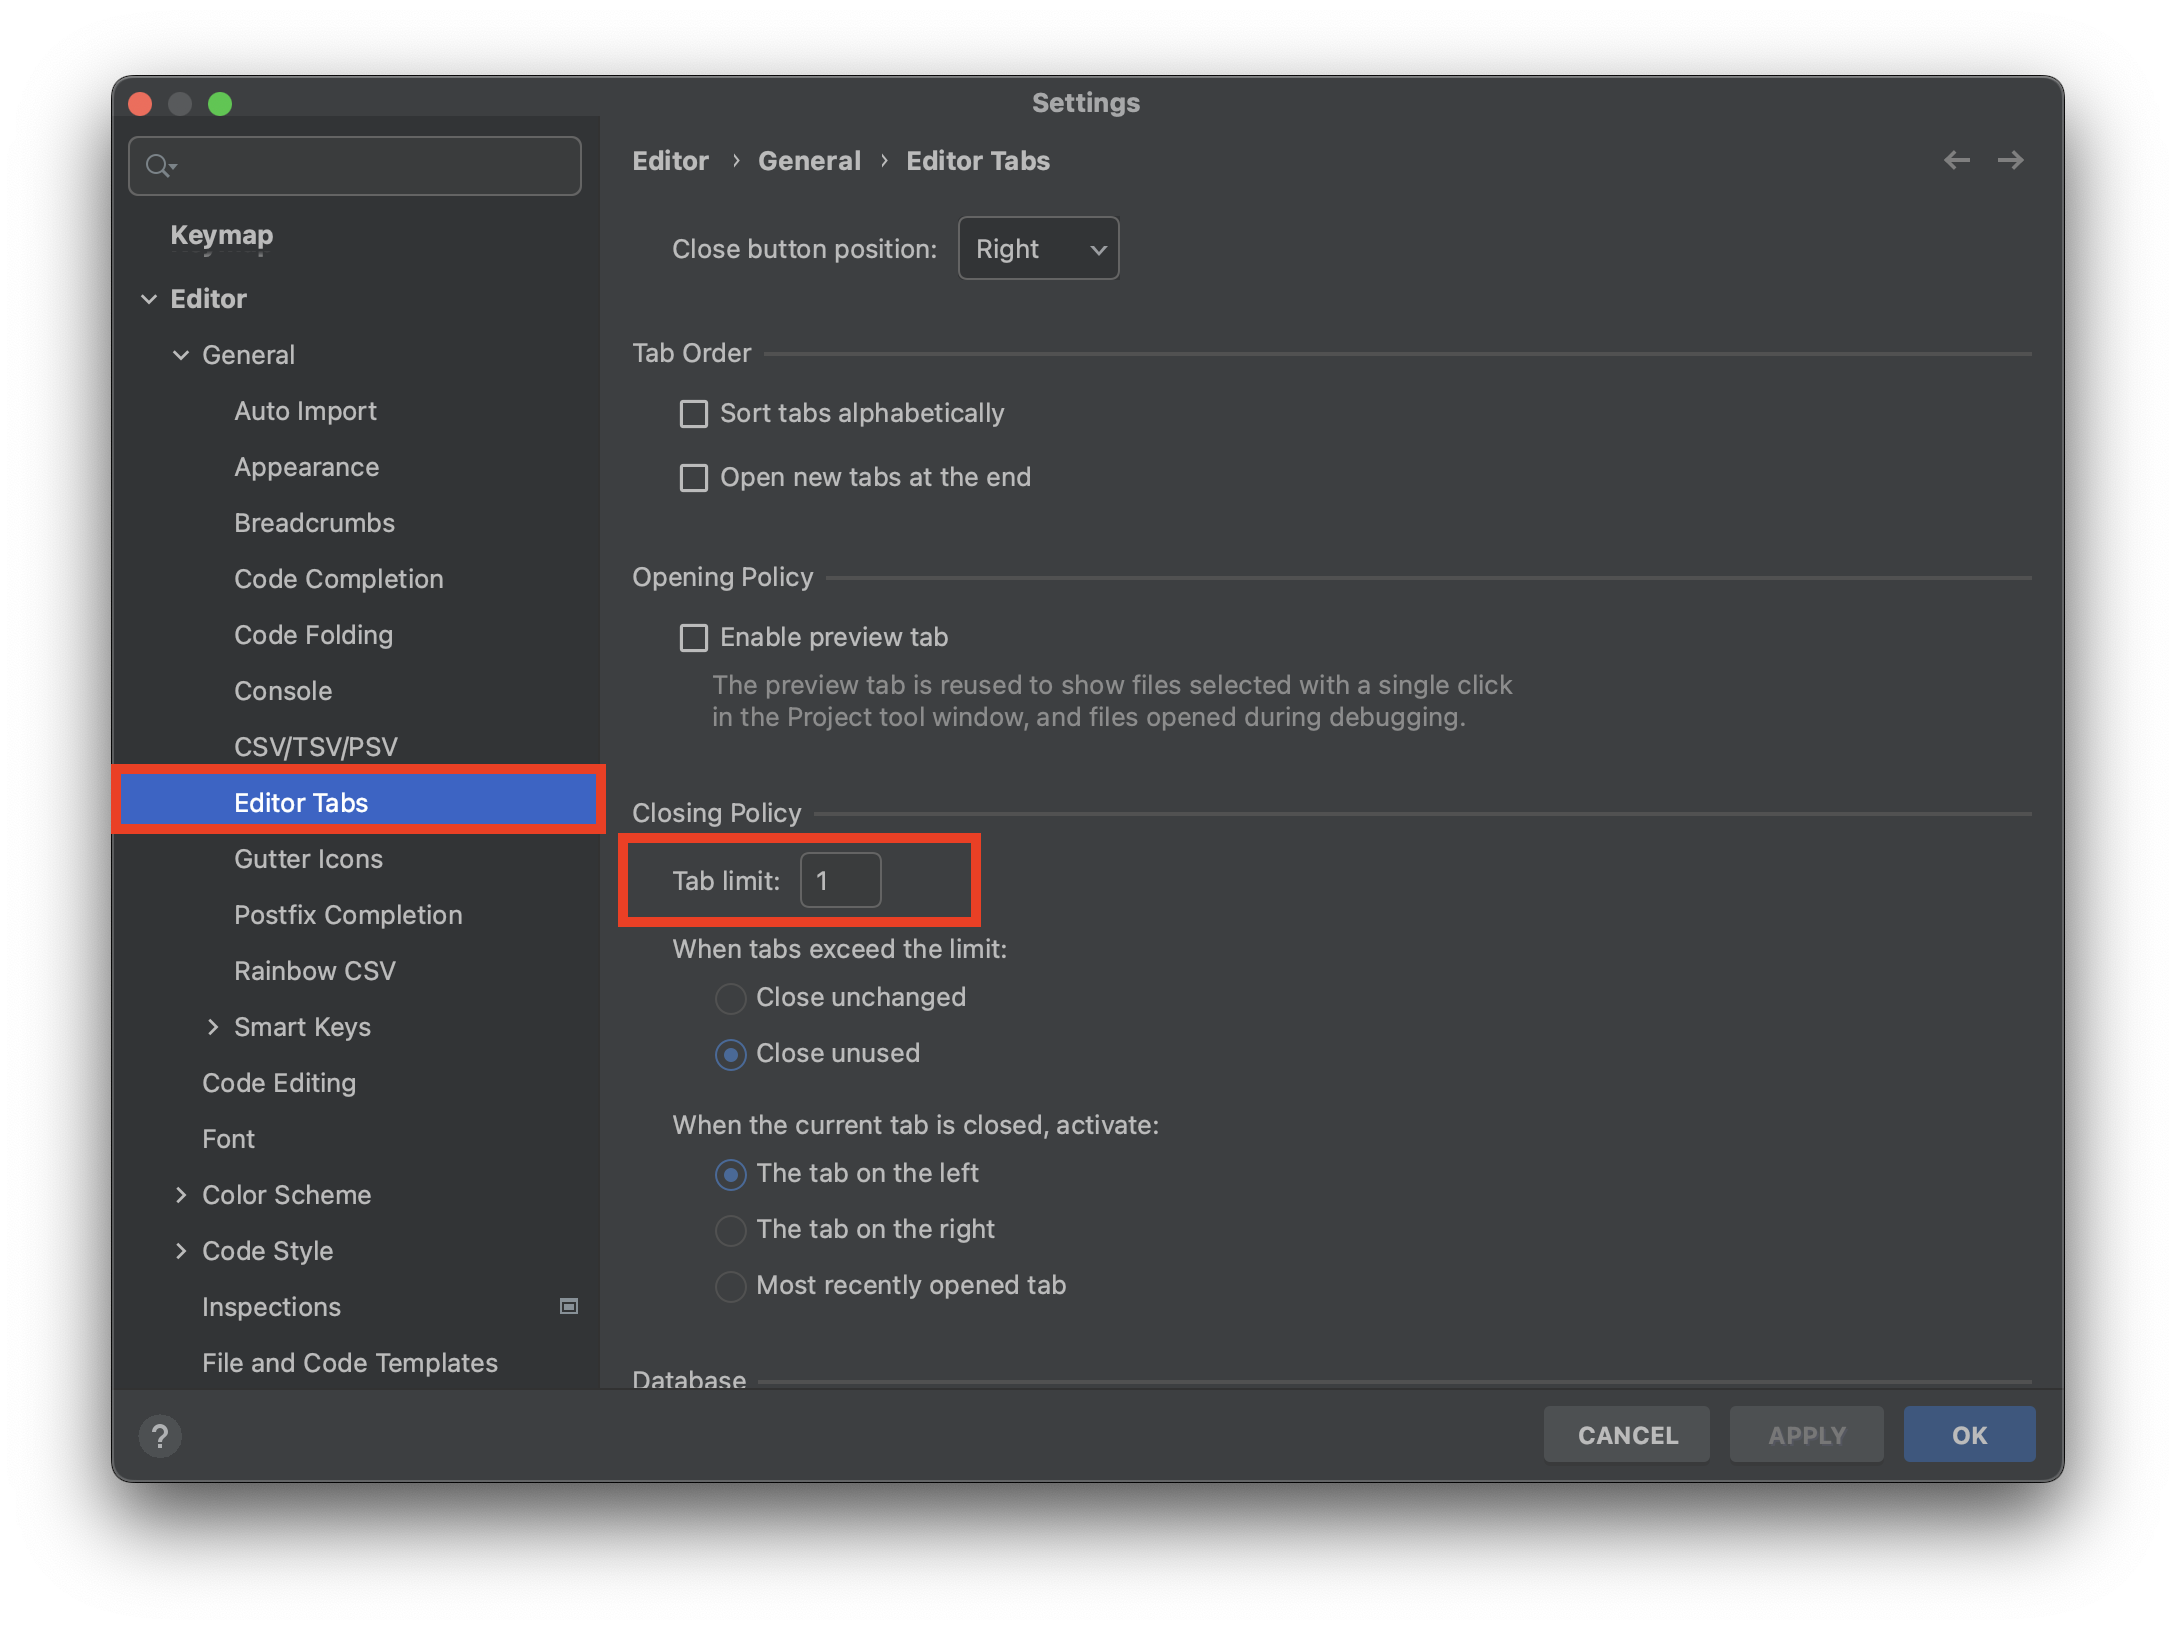 Settings
Keymap
Editor
General
Auto Import
Appearance
Breadcrumbs
Code Completion
Code Folding
Console
CSV/TSV/PSV
Editor Tabs
Gutter Icons
Postfix Completion
Rainbow CSV
Smart Keys
Code Editing
Font
Color Scheme
Code Style
Inspections
File and Code Templates
Editor › General › Editor Tabs
Close button position: Right
Tab Order
Sort tabs alphabetically
Open new tabs at the end
Opening Policy
Enable preview tab
The preview tab is reused to show files selected with a single click
in the Project tool window, and files opened during debugging.
Closing Policy
Tab limit: 1
When tabs exceed the limit:
Close unchanged
Close unused
When the current tab is closed, activate:
The tab on the left
The tab on the right
Most recently opened tab
Database
? CANCEL APPLY OK